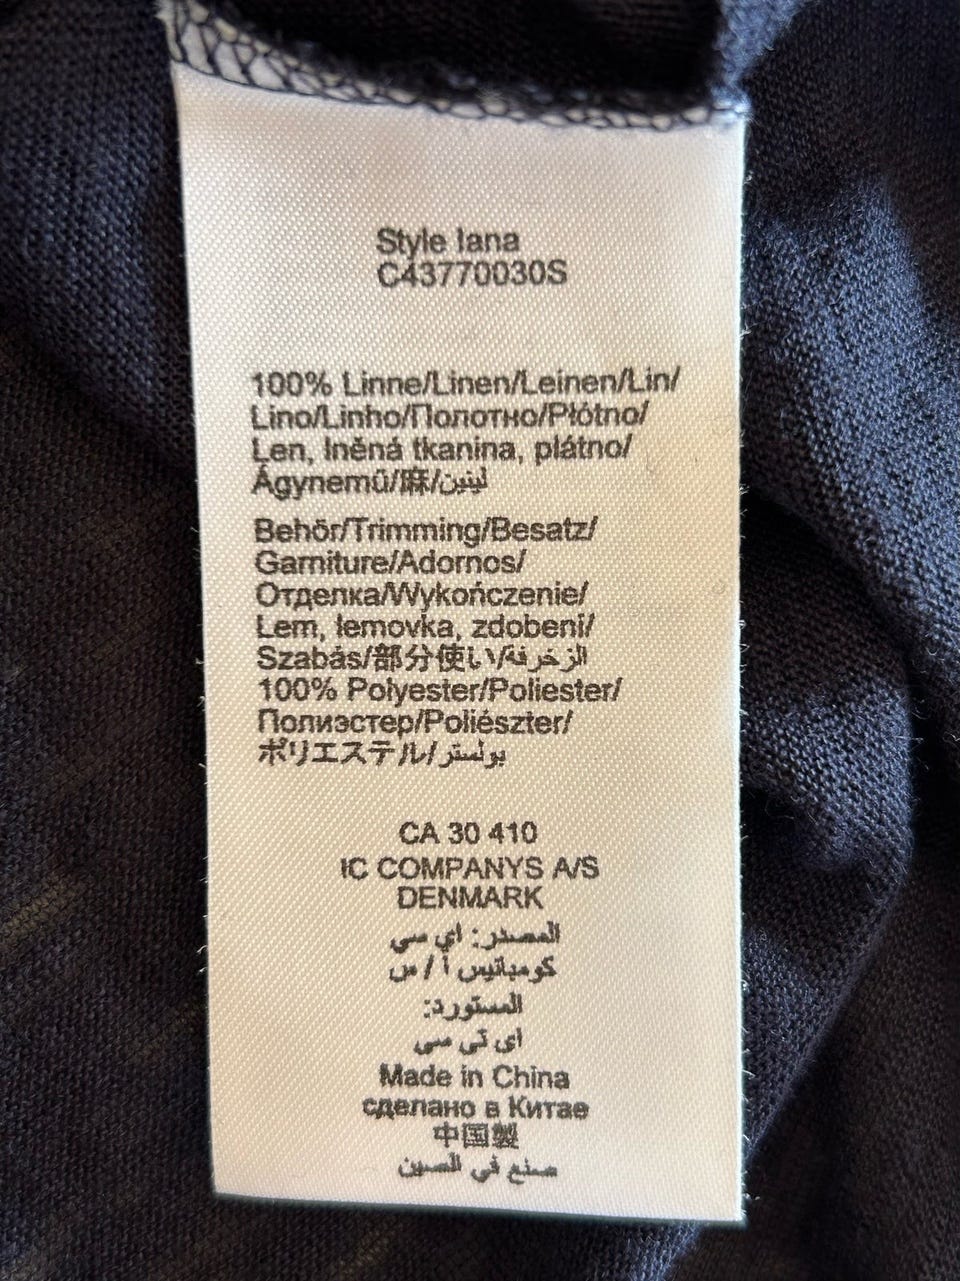 Style Iana
C43770030S
100% Linne/Linen/Leinen/Lin/
Lino/Linho/Полотно/Płótno/
Len, lněná tkanina, plátno/
Ágynemű/麻/لينين
Behör/Trimming/Besatz/
Garniture/Adornos/
Отделка/Wykończenie/
Lem, lemovka, zdobení/
Szabás/部分使い/الزخرفة
100% Polyester/Poliester/
Полиэстер/Poliészter/
ポリエステル/بولستر
CA 30 410
IC COMPANYS A/S
DENMARK
المصدر: اي سي
كومبانيس أ / س
المستورد:
اى تى سى
Made in China
сделано в Китае
中国製
صنع في الصين